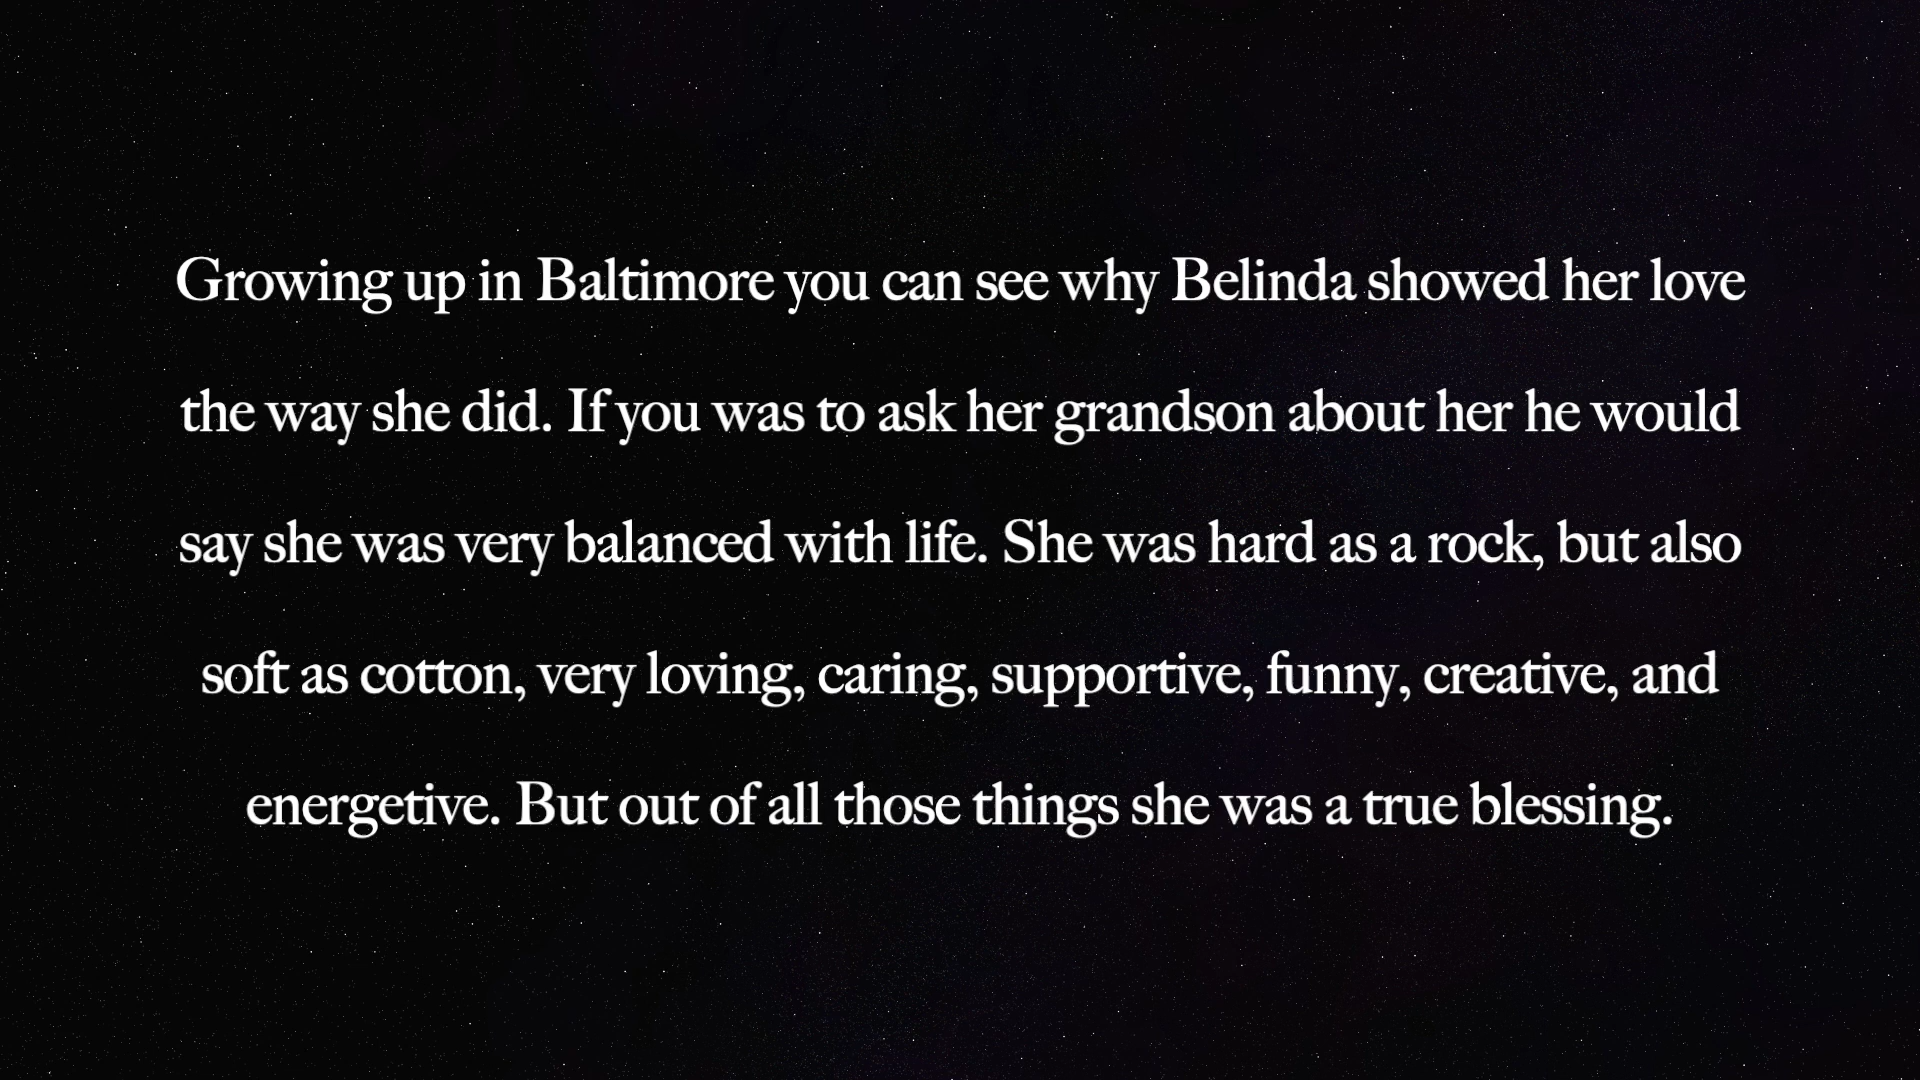 Growing up in Baltimore you can see why Belinda showed her love
the way she did. If you was to ask her grandson about her he would
say she was very balanced with life. She was hard as a rock, but also
soft as cotton, very loving, caring, supportive, funny, creative, and
energetive. But out of all those things she was a true blessing.